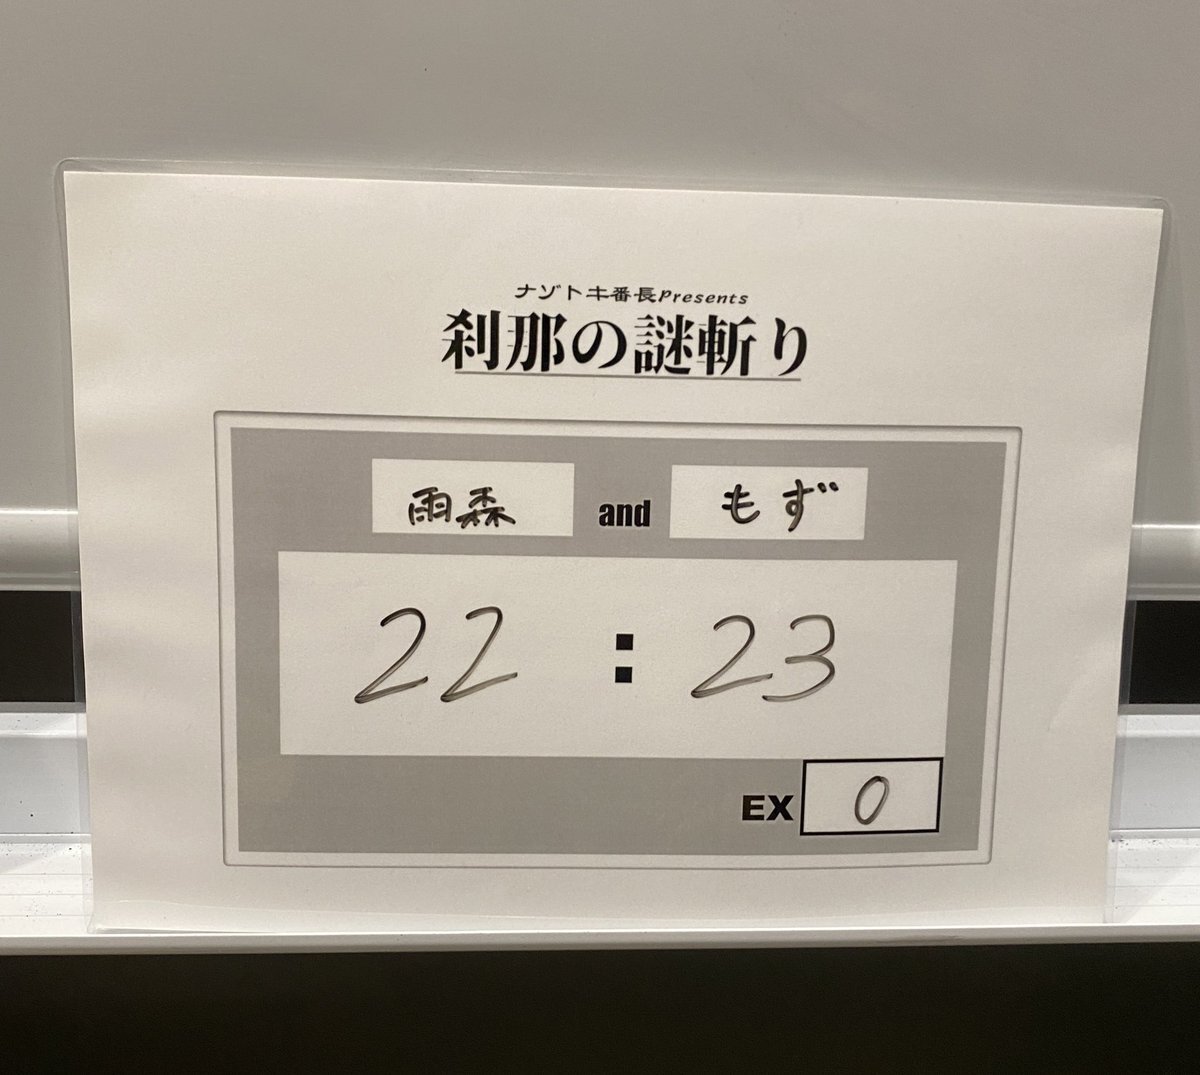 ナゾトキ番長Presents
刹那の謎斬り
雨森 and もず
22 : 23
EX 0